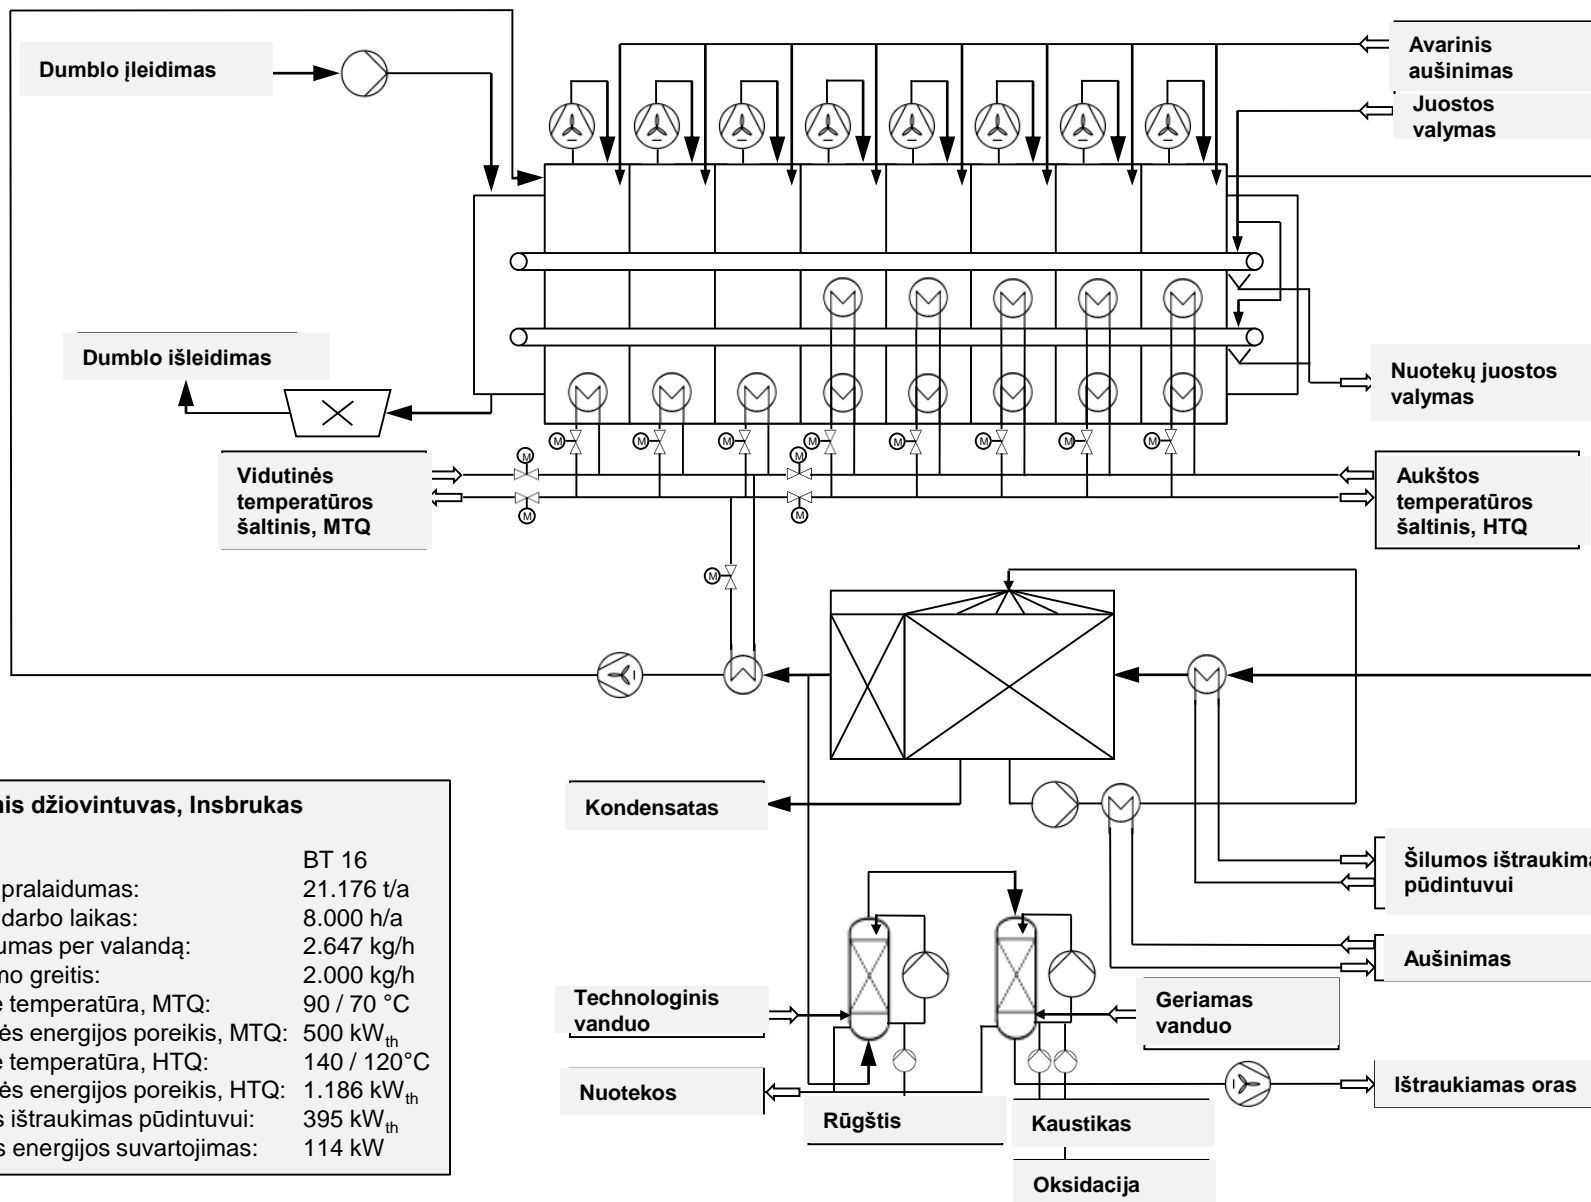 Dumblo įleidimas
Avarinis
aušinimas
Juostos
valymas
Dumblo išleidimas
Nuotekų juostos
valymas
M M M M M M M M
M M
Vidutinės
temperatūros
šaltinis, MTQ
Aukštos
temperatūros
šaltinis, HTQ
M M
M
Kondensatas
Šilumos ištraukima
pūdintuvui
Aušinimas
Technologinis
vanduo
Geriamas
vanduo
Nuotekos
Ištraukiamas oras
Rūgštis
Kaustikas
Oksidacija
nis džiovintuvas, Insbrukas
BT 16
pralaidumas: 21.176 t/a
darbo laikas: 8.000 h/a
umas per valandą: 2.647 kg/h
mo greitis: 2.000 kg/h
e temperatūra, MTQ: 90 / 70 °C
ės energijos poreikis, MTQ: 500 kWth
e temperatūra, HTQ: 140 / 120°C
ės energijos poreikis, HTQ: 1.186 kWth
s ištraukimas pūdintuvui: 395 kWth
s energijos suvartojimas: 114 kW